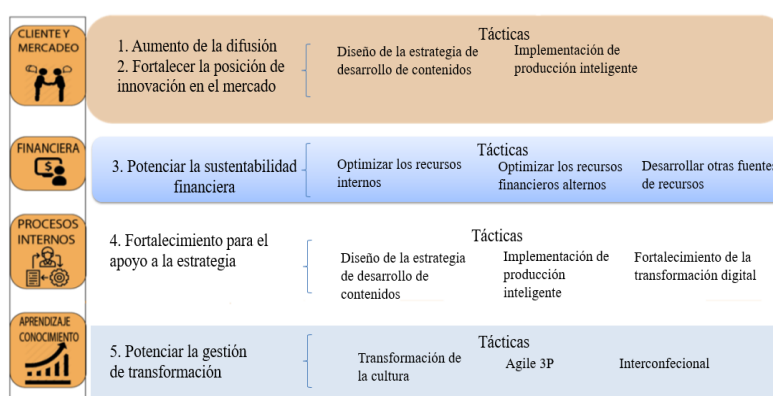 CLIENTE Y
MERCADEO
1. Aumento de la difusión
2. Fortalecer la posición de
innovación en el mercado
Tácticas
Diseño de la estrategia de
desarrollo de contenidos
Implementación de
producción inteligente
FINANCIERA
3. Potenciar la sustentabilidad
financiera
Tácticas
Optimizar los recursos
internos
Optimizar los recursos
financieros alternos
Desarrollar otras fuentes
de recursos
PROCESOS
INTERNOS
4. Fortalecimiento para el
apoyo a la estrategia
Tácticas
Diseño de la estrategia
de desarrollo de
contenidos
Implementación de
producción
inteligente
Fortalecimiento de la
transformación digital
APRENDIZAJE
CONOCIMIENTO
5. Potenciar la gestión
de transformación
Tácticas
Transformación de
la cultura
Agile 3P
Interconfecional